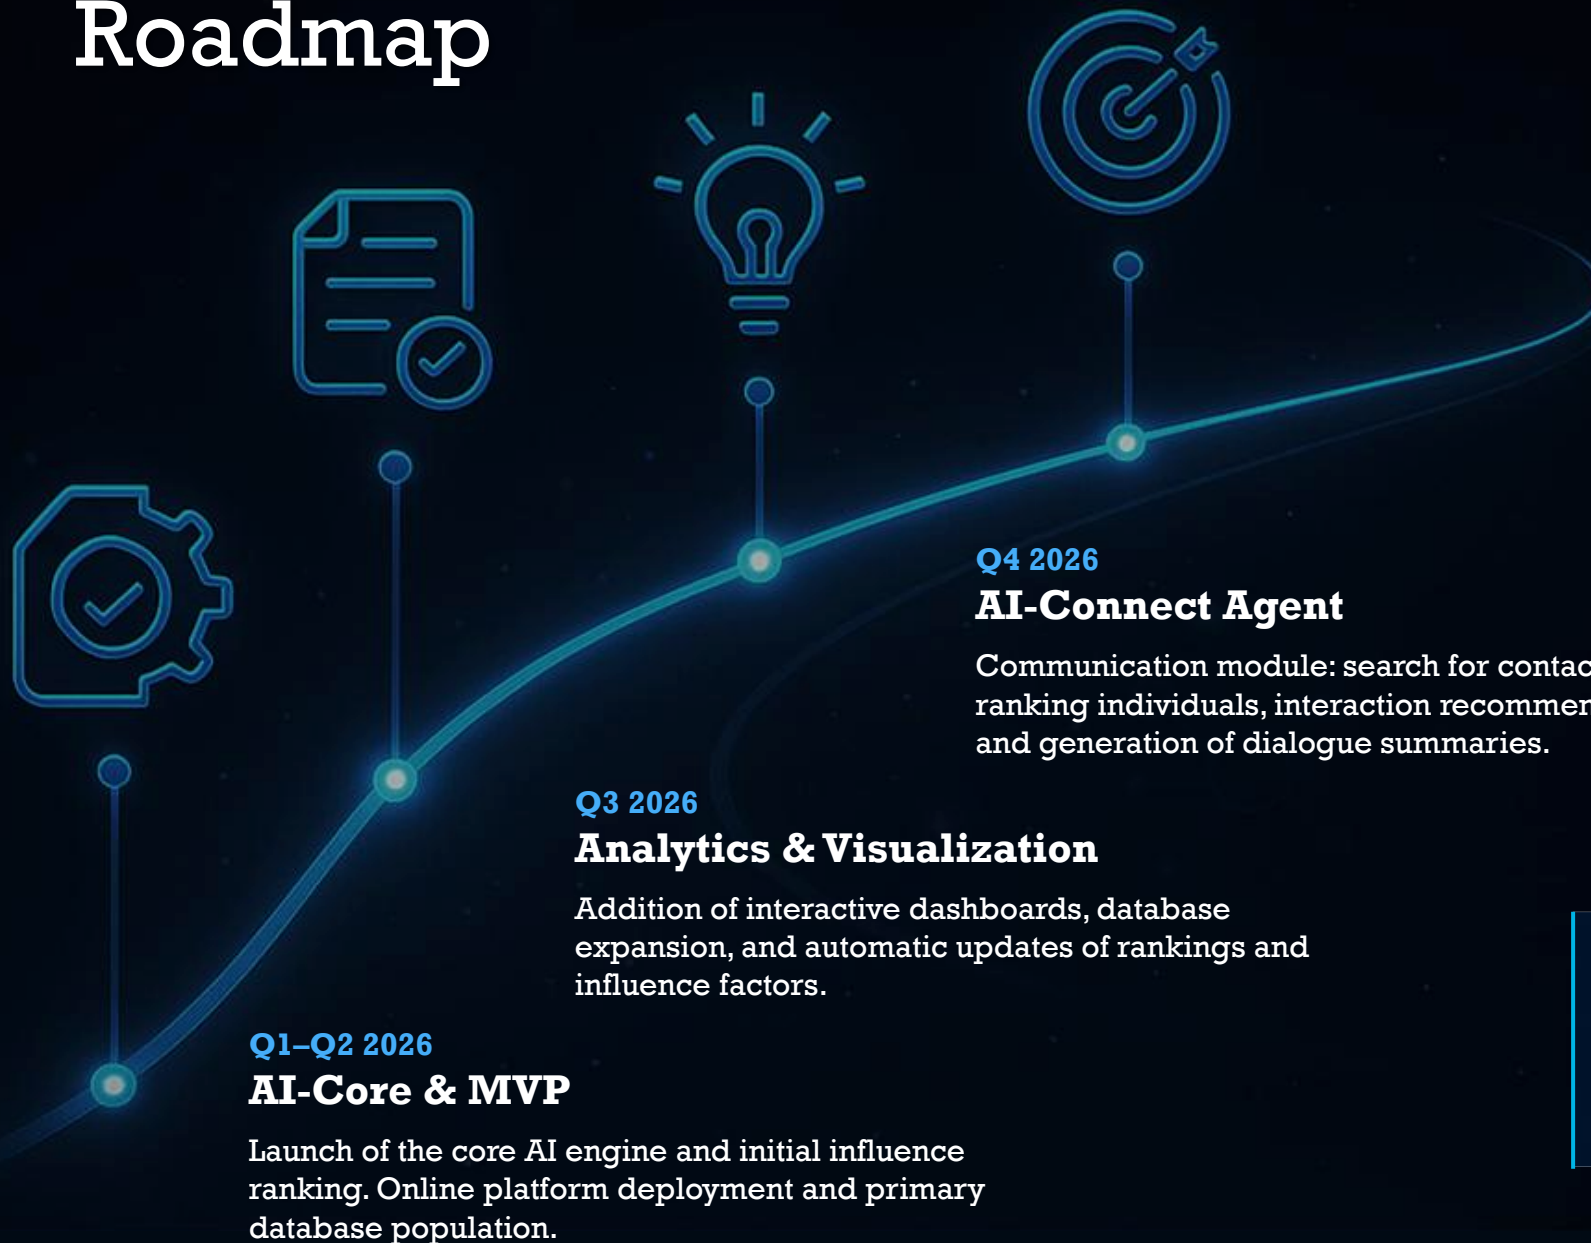 Roadmap
Q4 2026
AI-Connect Agent
Communication module: search for
ranking individuals, interaction
and generation of dialogue summaries.
Q3 2026
Analytics & Visualization
Addition of interactive dashboards, database
expansion, and automatic updates of rankings and
influence factors.
Q1–Q2 2026
AI-Core & MVP
Launch of the core AI engine and initial influence
ranking. Online platform deployment and primary
database population.